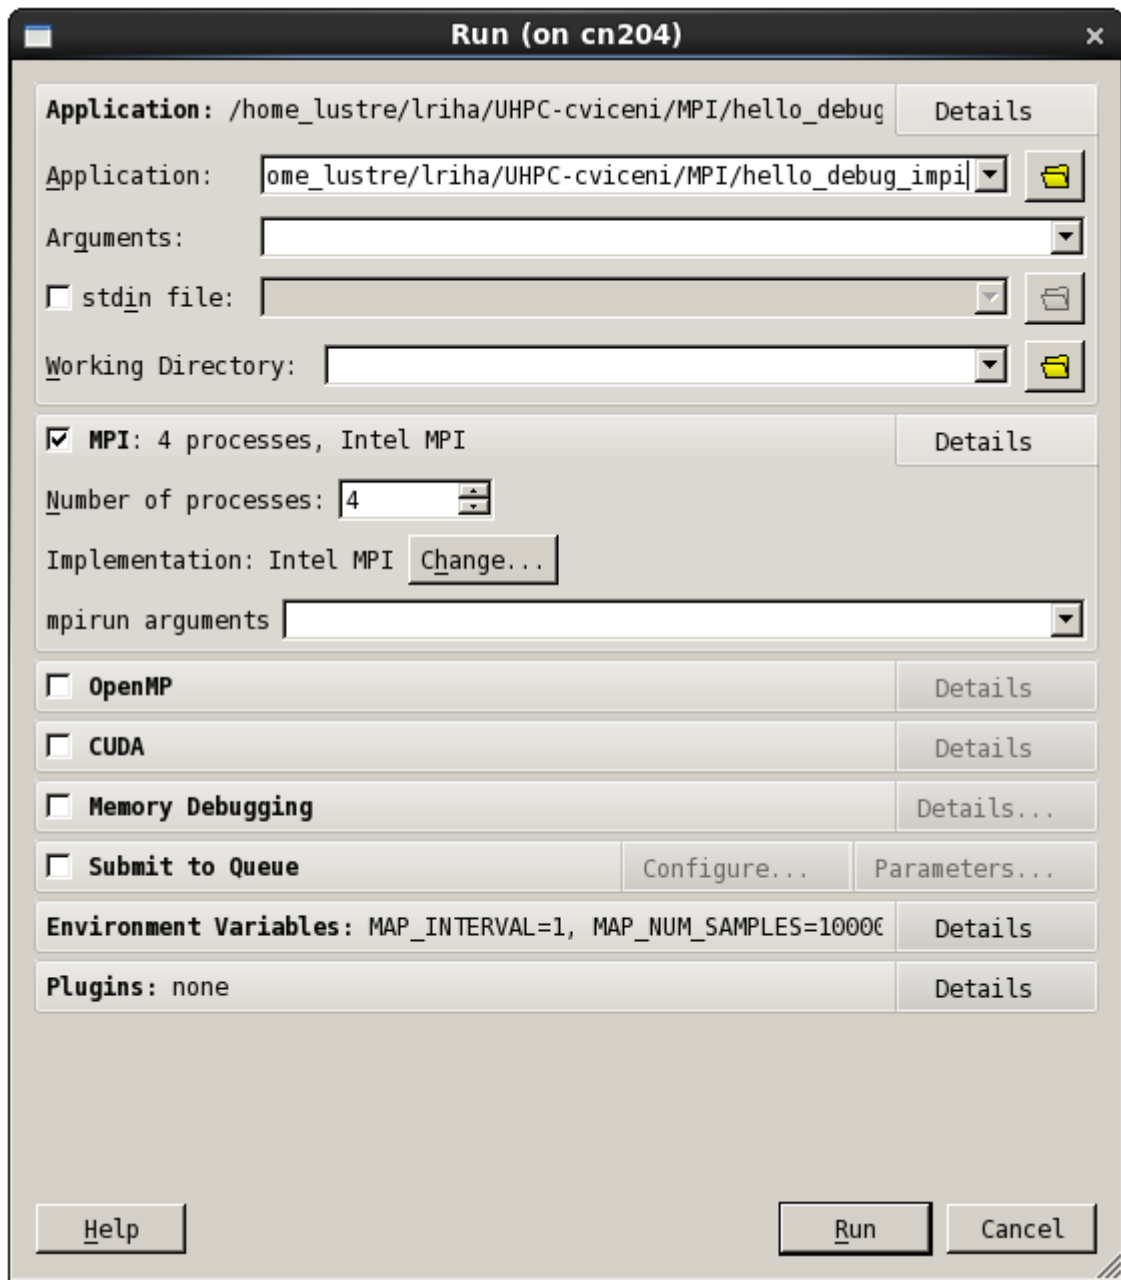 Run (on cn204)
Application: /home_lustre/lriha/UHPC-cviceni/MPI/hello_debug Details
Application: ome_lustre/lriha/UHPC-cviceni/MPI/hello_debug_impi
Arguments:
stdin file:
Working Directory:
MPI: 4 processes, Intel MPI Details
Number of processes: 4
Implementation: Intel MPI Change...
mpirun arguments
OpenMP Details
CUDA Details
Memory Debugging Details...
Submit to Queue Configure... Parameters...
Environment Variables: MAP_INTERVAL=1, MAP_NUM_SAMPLES=10000 Details
Plugins: none Details
Help Run Cancel